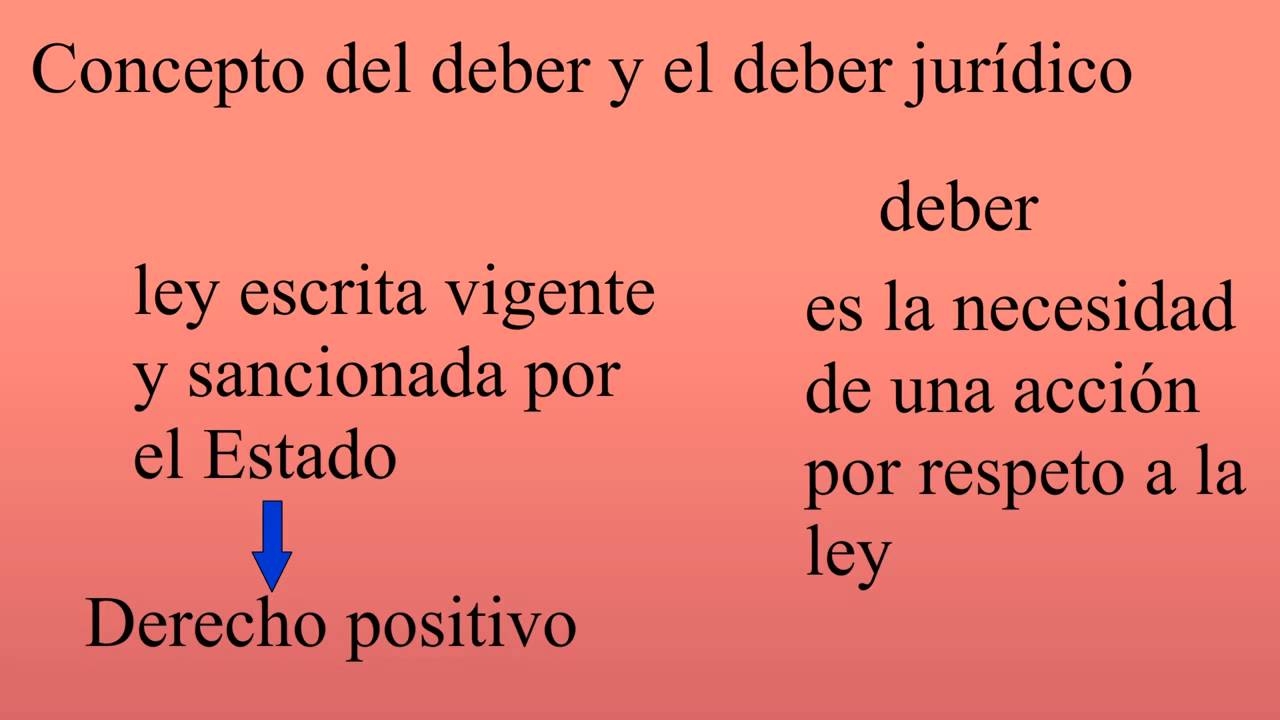 Concepto del deber y el deber jurídico
ley escrita vigente
y sancionada por
el Estado
Derecho positivo
deber
es la necesidad
de una acción
por respeto a la
ley